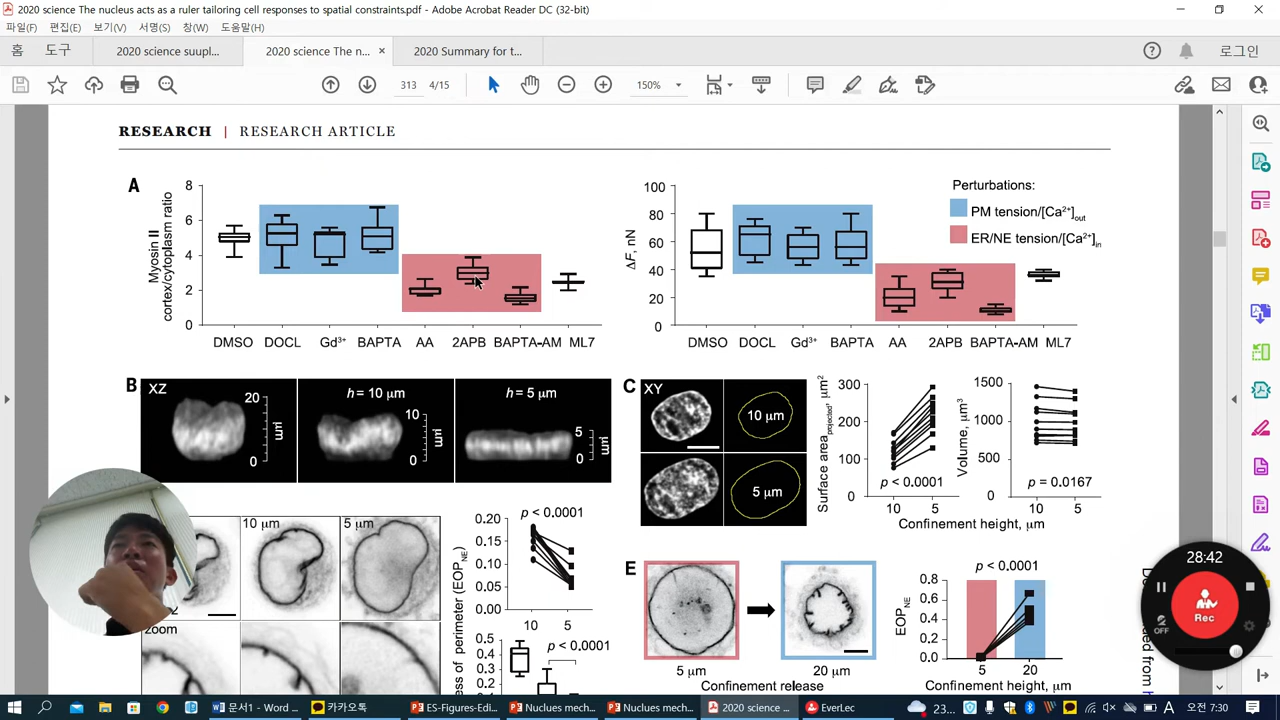 2020 science The nucleus acts as a ruler tailoring cell responses to spatial constraints.pdf - Adobe Acrobat Reader DC (32-bit)
파일(F) 편집(E) 보기(V) 서명(S) 창(W) 도움말(H)
홈 도구 2020 science suupl... 2020 science The n... × 2020 Summary for t... 로그인
313 4/15 150%
RESEARCH | RESEARCH ARTICLE
A
Myosin II
cortex/cytoplasm ratio
8
6
4
2
0
DMSO DOCL Gd³⁺ BAPTA AA 2APB BAPTA-AM ML7
ΔF, nN
100
80
60
40
20
0
DMSO DOCL Gd³⁺ BAPTA AA 2APB BAPTA-AM ML7
Perturbations:
PM tension/[Ca²⁺]out
ER/NE tension/[Ca²⁺]in
B
XZ
20
μm
0
h = 10 μm
10
μm
0
h = 5 μm
5
μm
0
C
XY
10 μm
5 μm
Surface area projected, μm²
300
200
100
0
p < 0.0001
10 5
Volume, μm³
1500
1000
500
0
p = 0.0167
10 5
Confinement height, μm
10 μm
5 μm
zoom
p < 0.0001
0.20
0.15
0.10
0.05
0.00
10 5
of perimeter (EOPNE)
0.5
0.4
0.3
0.2
0.1
p < 0.0001
E
5 μm
20 μm
Confinement release
p < 0.0001
EOPNE
0.8
0.6
0.4
0.2
0.0
5 20
Confinement height, μm
28:42
OFF
Rec
문서1 - Word ...
카카오톡
ES-Figures-Edi...
Nuclues mech...
Nuclues mech...
2020 science ...
EverLec
23...
A
오전 7:30